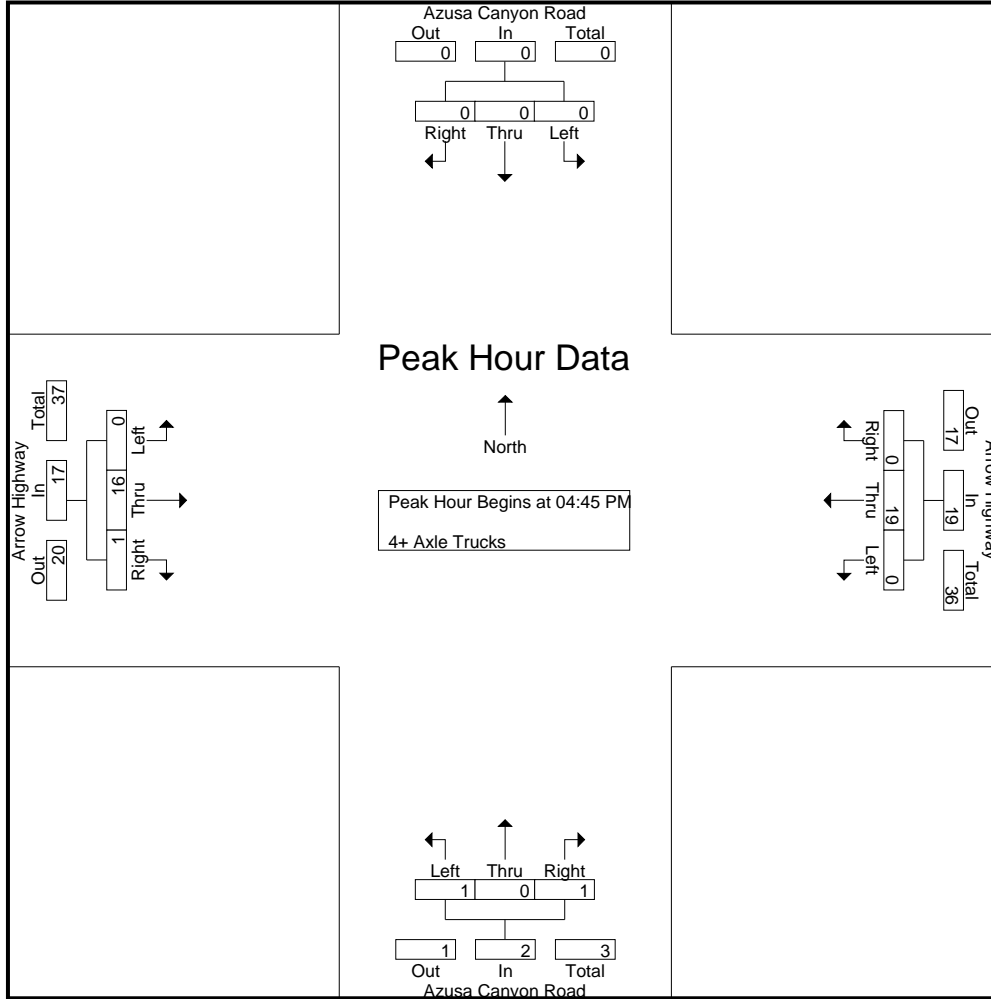 Azusa Canyon Road
Out In Total
0 0 0
0 0 0
Right Thru Left
Peak Hour Data
North
Peak Hour Begins at 04:45 PM
4+ Axle Trucks
Arrow Highway
Out In Total
20 17 37
1 16 0
Right Thru Left
Arrow Highway
Out In Total
17 19 36
0 19 0
Right Thru Left
Left Thru Right
1 0 1
1 2 3
Out In Total
Azusa Canyon Road